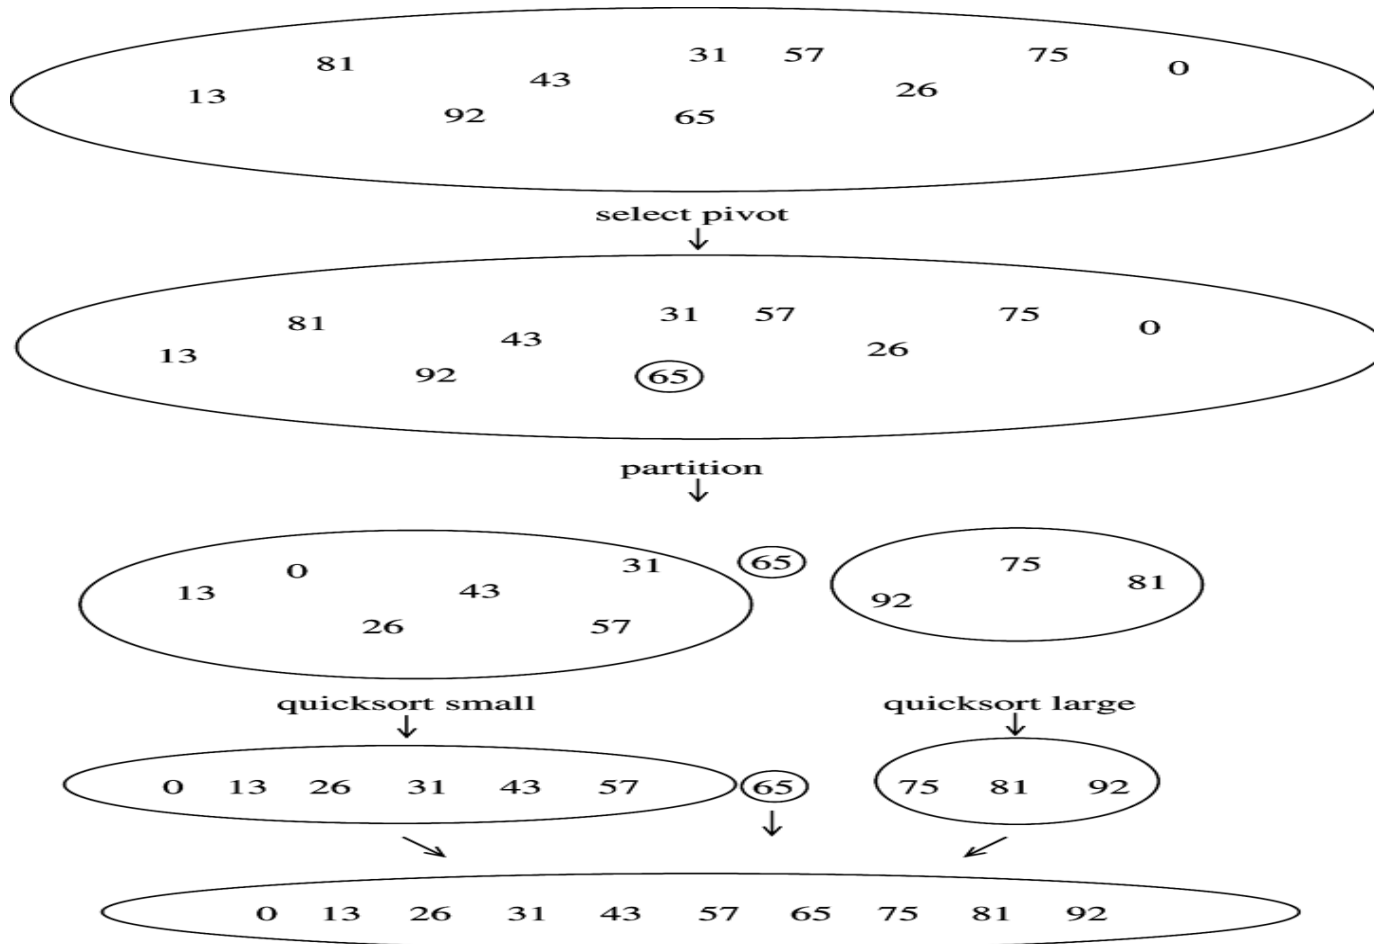 31 57 75
81 0
43
13 26
92 65
select pivot
31 57 75
81 0
43
13 26
92 65
partition
31 65 75
0 81
13 43 92
26 57
quicksort small quicksort large
0 13 26 31 43 57 65 75 81 92
0 13 26 31 43 57 65 75 81 92